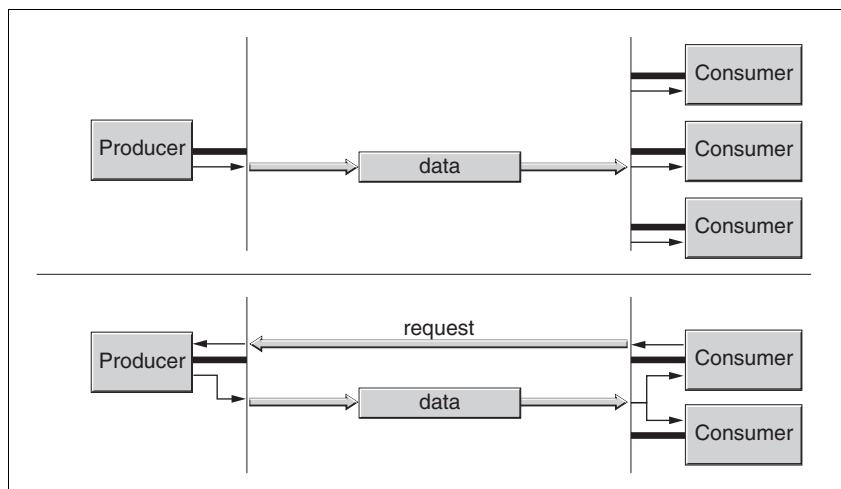 Consumer
Producer
Consumer
data
Consumer
request
Producer
Consumer
data
Consumer